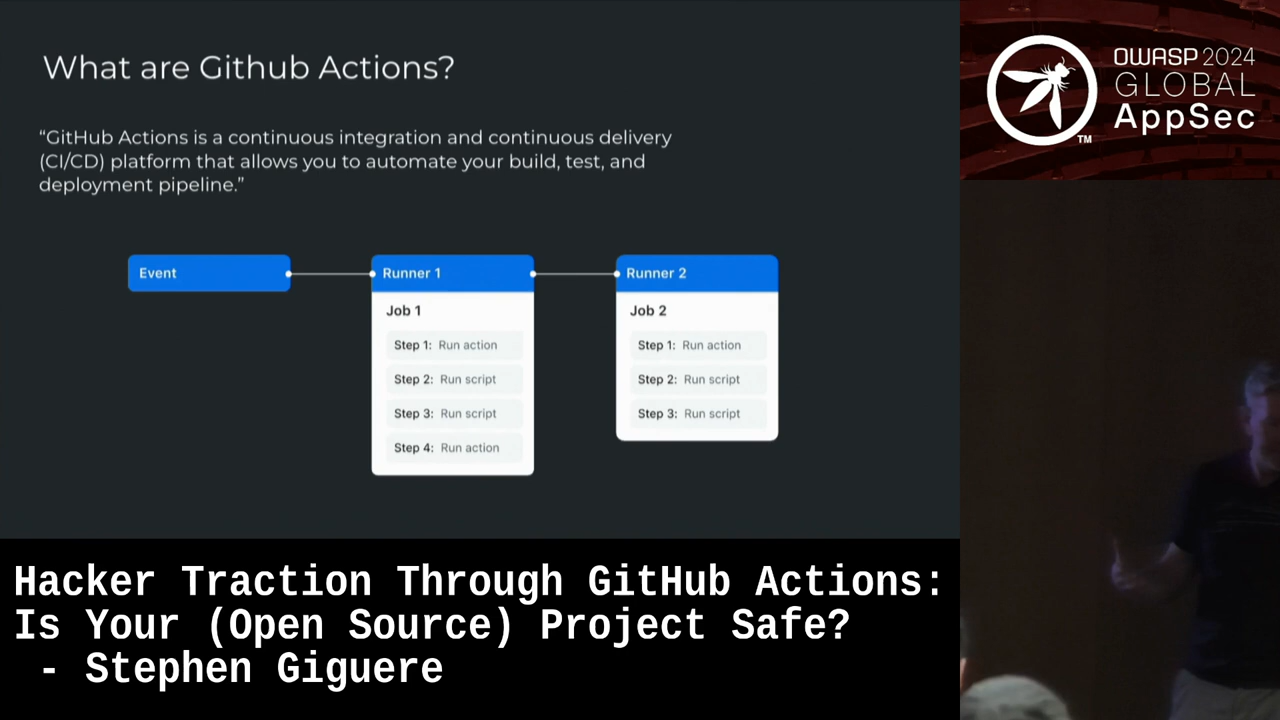 What are Github Actions?
“GitHub Actions is a continuous integration and continuous delivery
(CI/CD) platform that allows you to automate your build, test, and
deployment pipeline.”
Event
Runner 1
Job 1
Step 1: Run action
Step 2: Run script
Step 3: Run script
Step 4: Run action
Runner 2
Job 2
Step 1: Run action
Step 2: Run script
Step 3: Run script
OWASP 2024
GLOBAL
AppSec
TM
Hacker Traction Through GitHub Actions:
Is Your (Open Source) Project Safe?
- Stephen Giguere